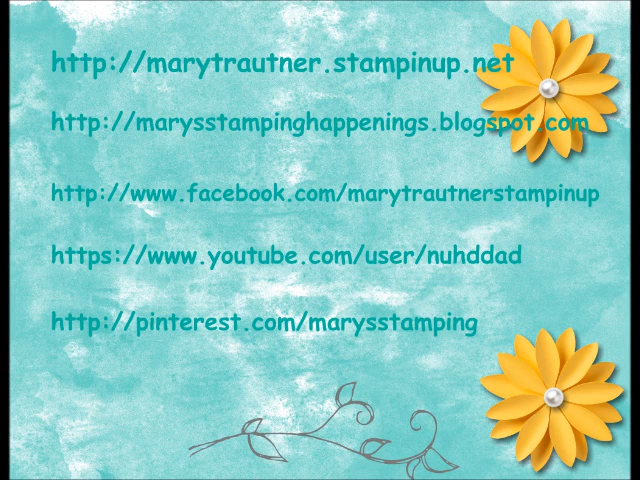 http://marytrautner.stampinup.net
http://marysstampinghappenings.blogspot.com
http://www.facebook.com/marytrautnerstampinup
https://www.youtube.com/user/nuhddad
http://pinterest.com/marysstamping